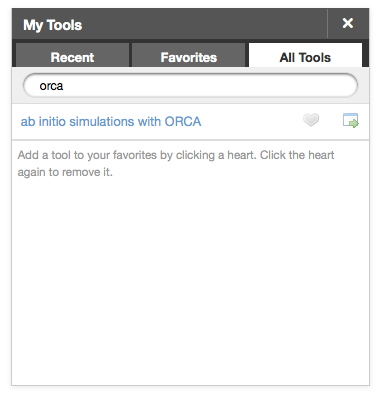 My Tools ×
Recent Favorites All Tools
orca
ab initio simulations with ORCA
Add a tool to your favorites by clicking a heart. Click the heart
again to remove it.